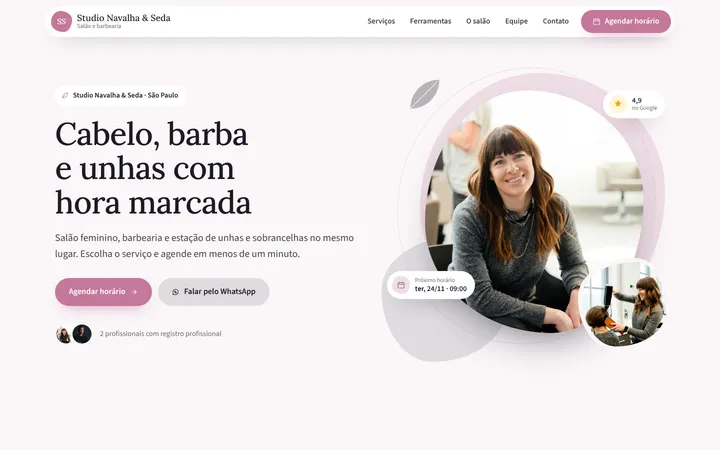 SS
Studio Navalha & Seda
Salão e barbearia
Serviços
Ferramentas
O salão
Equipe
Contato
Agendar horário
Studio Navalha & Seda · São Paulo
Cabelo, barba
e unhas com
hora marcada
Salão feminino, barbearia e estação de unhas e sobrancelhas no mesmo
lugar. Escolha o serviço e agende em menos de um minuto.
Agendar horário →
Falar pelo WhatsApp
2 profissionais com registro profissional
4,9
no Google
Próximo horário
ter, 24/11 · 09:00